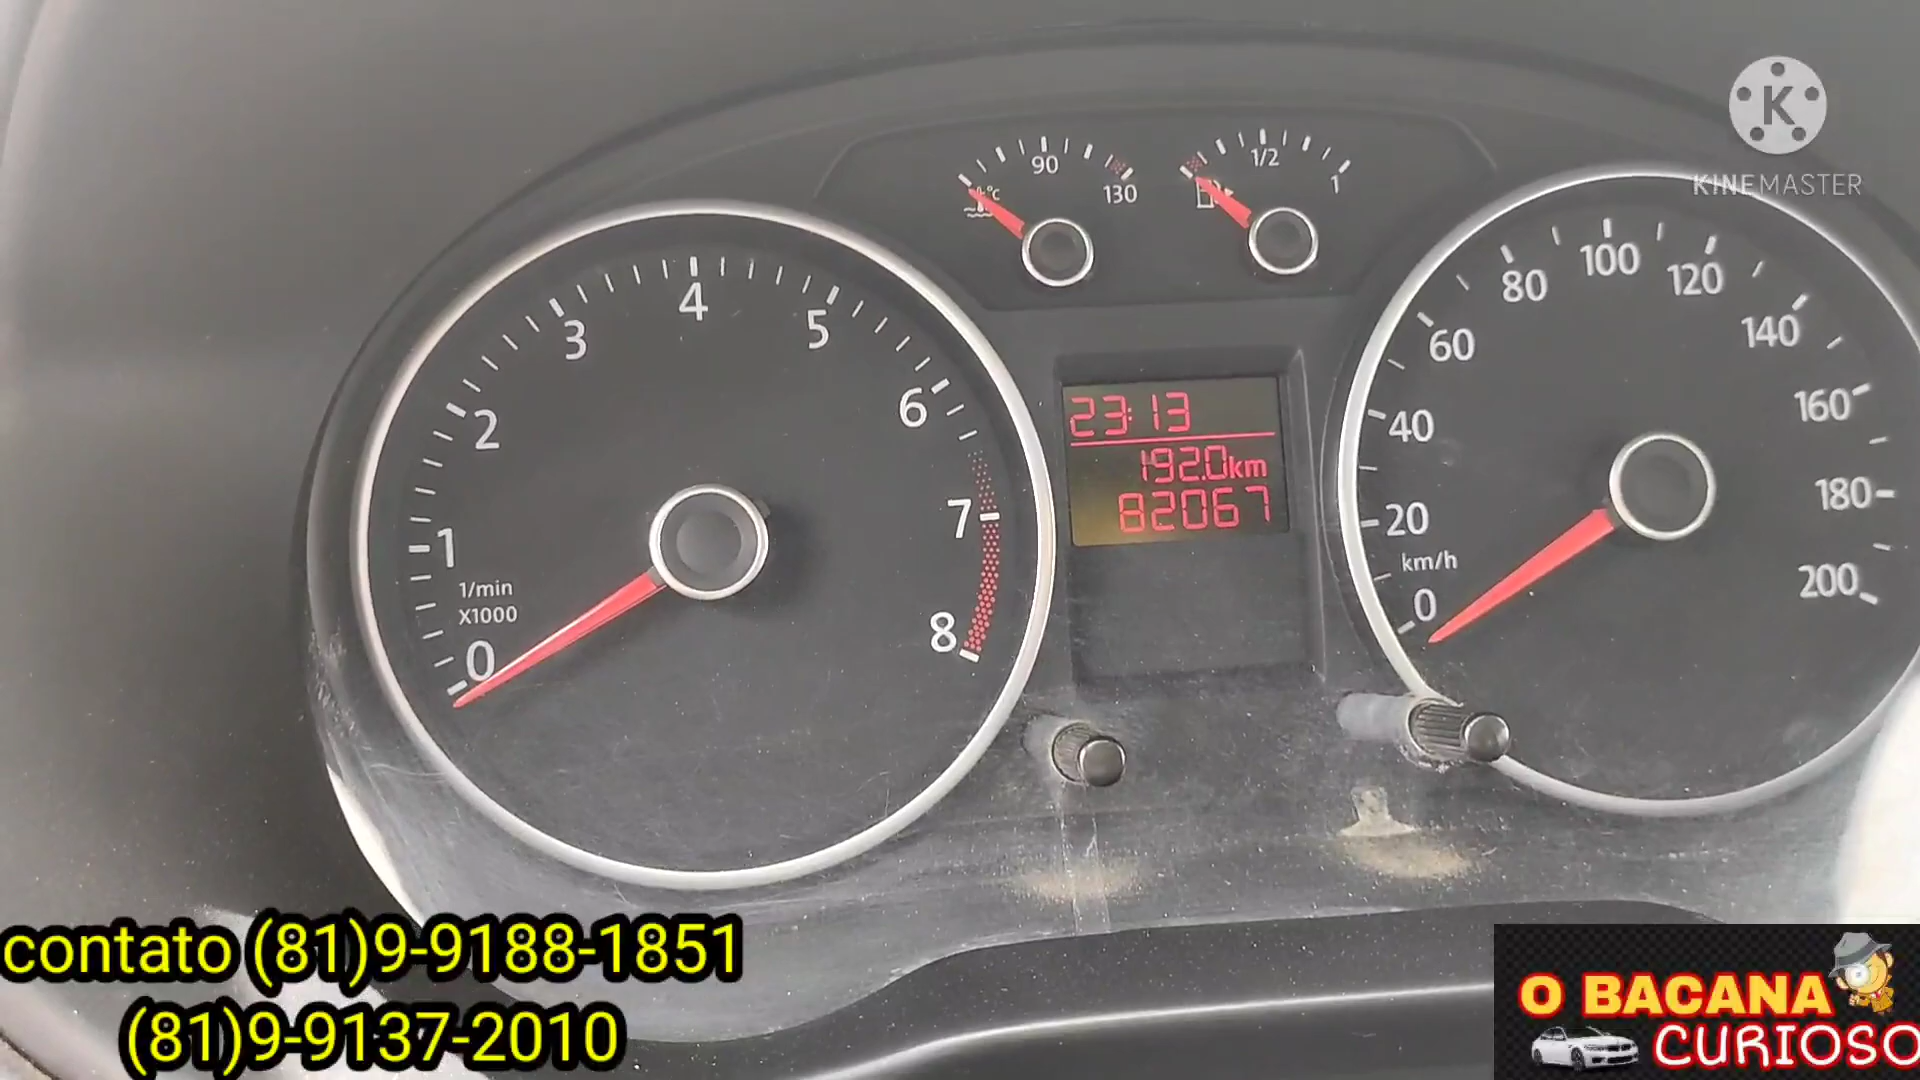 K
KINEMASTER
90
130
°C
1/2
1
0
1
2
3
4
5
6
7
8
1/min
X1000
23:13
192.0km
82067
0
20
40
60
80
100
120
140
160
180
200
km/h
contato (81)9-9188-1851
(81)9-9137-2010
O BACANA
CURIOSO